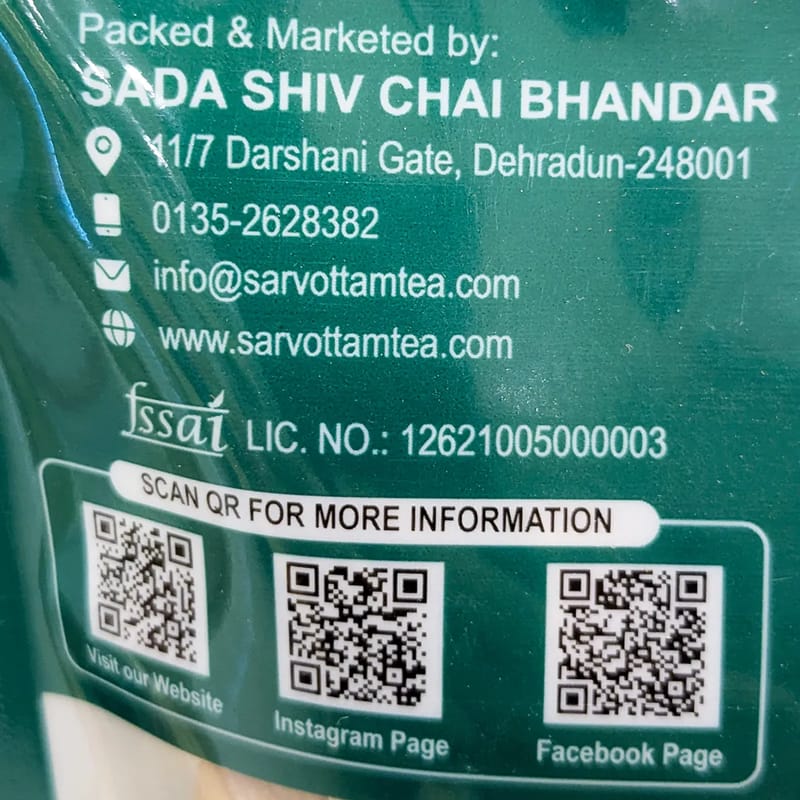 Packed & Marketed by:
SADA SHIV CHAI BHANDAR
11/7 Darshani Gate, Dehradun-248001
0135-2628382
info@sarvottamtea.com
www.sarvottamtea.com
fssai LIC. NO.: 12621005000003
SCAN QR FOR MORE INFORMATION
Visit our Website
Instagram Page
Facebook Page